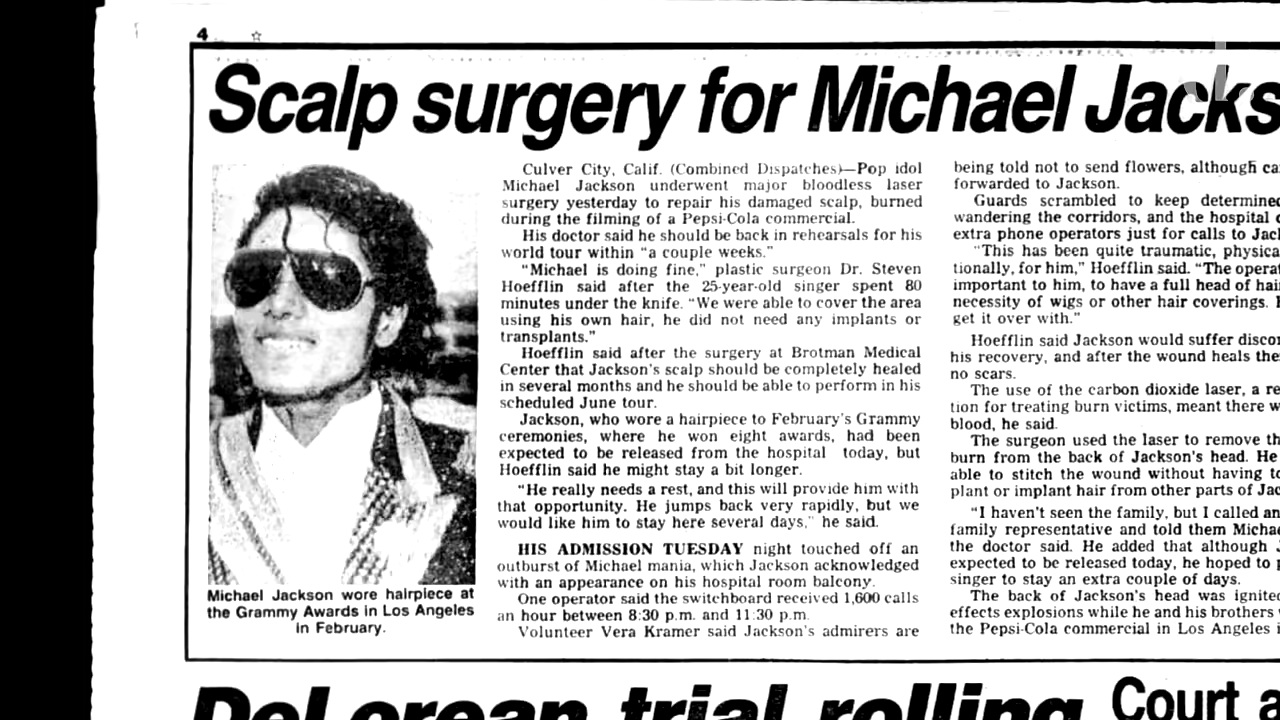 4 ☆
Scalp surgery for Michael Jacks
Culver City, Calif. (Combined Dispatches)—Pop idol
Michael Jackson underwent major bloodless laser
surgery yesterday to repair his damaged scalp, burned
during the filming of a Pepsi-Cola commercial.
His doctor said he should be back in rehearsals for his
world tour within “a couple weeks.”
“Michael is doing fine,” plastic surgeon Dr. Steven
Hoefflin said after the 25-year-old singer spent 80
minutes under the knife. “We were able to cover the area
using his own hair, he did not need any implants or
transplants.”
Hoefflin said after the surgery at Brotman Medical
Center that Jackson's scalp should be completely healed
in several months and he should be able to perform in his
scheduled June tour.
Jackson, who wore a hairpiece to February's Grammy
ceremonies, where he won eight awards, had been
expected to be released from the hospital today, but
Hoefflin said he might stay a bit longer.
“He really needs a rest, and this will provide him with
that opportunity. He jumps back very rapidly, but we
would like him to stay here several days,” he said.
HIS ADMISSION TUESDAY night touched off an
outburst of Michael mania, which Jackson acknowledged
with an appearance on his hospital room balcony.
One operator said the switchboard received 1,600 calls
an hour between 8:30 p.m. and 11:30 p.m.
Volunteer Vera Kramer said Jackson's admirers are
being told not to send flowers, although ca
forwarded to Jackson.
Guards scrambled to keep determined
wandering the corridors, and the hospital
extra phone operators just for calls to Jac
“This has been quite traumatic, physica
tionally, for him,” Hoefflin said. “The opera
important to him, to have a full head of hai
necessity of wigs or other hair coverings.
get it over with.”
Hoefflin said Jackson would suffer disco
his recovery, and after the wound heals the
no scars.
The use of the carbon dioxide laser, a re
tion for treating burn victims, meant there w
blood, he said.
The surgeon used the laser to remove th
burn from the back of Jackson's head. He
able to stitch the wound without having to
plant or implant hair from other parts of Jac
“I haven't seen the family, but I called an
family representative and told them Micha
the doctor said. He added that although
expected to be released today, he hoped to
singer to stay an extra couple of days.
The back of Jackson's head was ignited
effects explosions while he and his brothers
the Pepsi-Cola commercial in Los Angeles i
Michael Jackson wore hairpiece at
the Grammy Awards in Los Angeles
in February.
DeLorean trial rolling
Court a